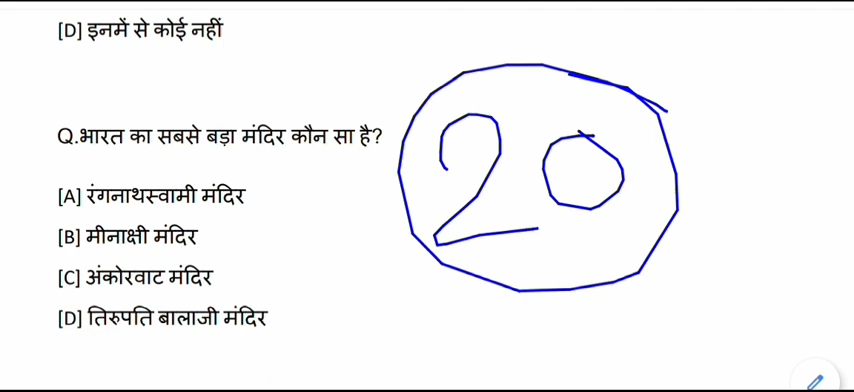 [D] इनमें से कोई नहीं
Q.भारत का सबसे बड़ा मंदिर कौन सा है?
20
[A] रंगनाथस्वामी मंदिर
[B] मीनाक्षी मंदिर
[C] अंकोरवाट मंदिर
[D] तिरुपति बालाजी मंदिर